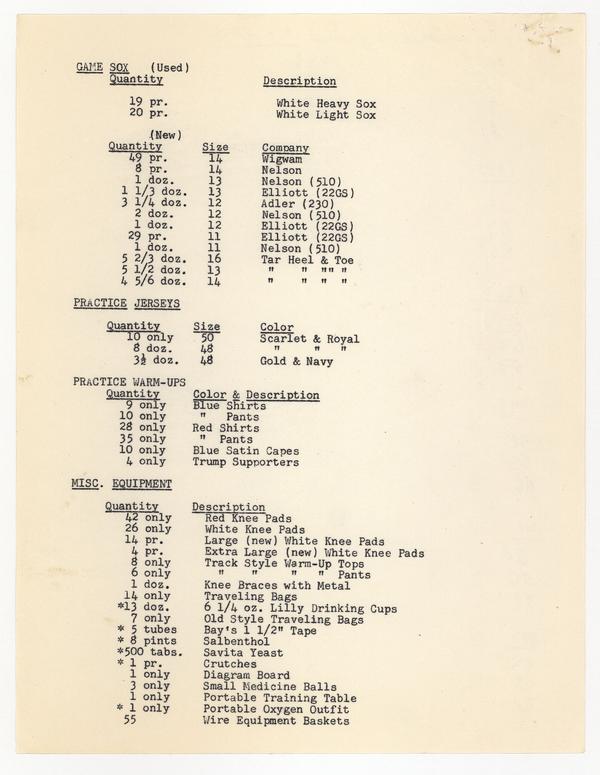 GAME SOX (Used)
Quantity Description
19 pr. White Heavy Sox
20 pr. White Light Sox
(New)
Quantity Size Company
49 pr. 14 Wigwam
8 pr. 14 Nelson
1 doz. 13 Nelson (510)
1 1/3 doz. 13 Elliott (22GS)
3 1/4 doz. 12 Adler (230)
2 doz. 12 Nelson (510)
1 doz. 12 Elliott (22GS)
29 pr. 11 Elliott (22GS)
1 doz. 11 Nelson (510)
5 2/3 doz. 16 Tar Heel & Toe
5 1/2 doz. 13 " " "" "
4 5/6 doz. 14 " " " "
PRACTICE JERSEYS
Quantity Size Color
10 only 50 Scarlet & Royal
8 doz. 48 " " "
3½ doz. 48 Gold & Navy
PRACTICE WARM-UPS
Quantity Color & Description
9 only Blue Shirts
10 only " Pants
28 only Red Shirts
35 only " Pants
10 only Blue Satin Capes
4 only Trump Supporters
MISC. EQUIPMENT
Quantity Description
42 only Red Knee Pads
26 only White Knee Pads
14 pr. Large (new) White Knee Pads
4 pr. Extra Large (new) White Knee Pads
8 only Track Style Warm-Up Tops
6 only " " " " Pants
1 doz. Knee Braces with Metal
14 only Traveling Bags
*13 doz. 6 1/4 oz. Lilly Drinking Cups
7 only Old Style Traveling Bags
* 5 tubes Bay's 1 1/2" Tape
* 8 pints Salbenthol
*500 tabs. Savita Yeast
* 1 pr. Crutches
1 only Diagram Board
3 only Small Medicine Balls
1 only Portable Training Table
* 1 only Portable Oxygen Outfit
55 Wire Equipment Baskets